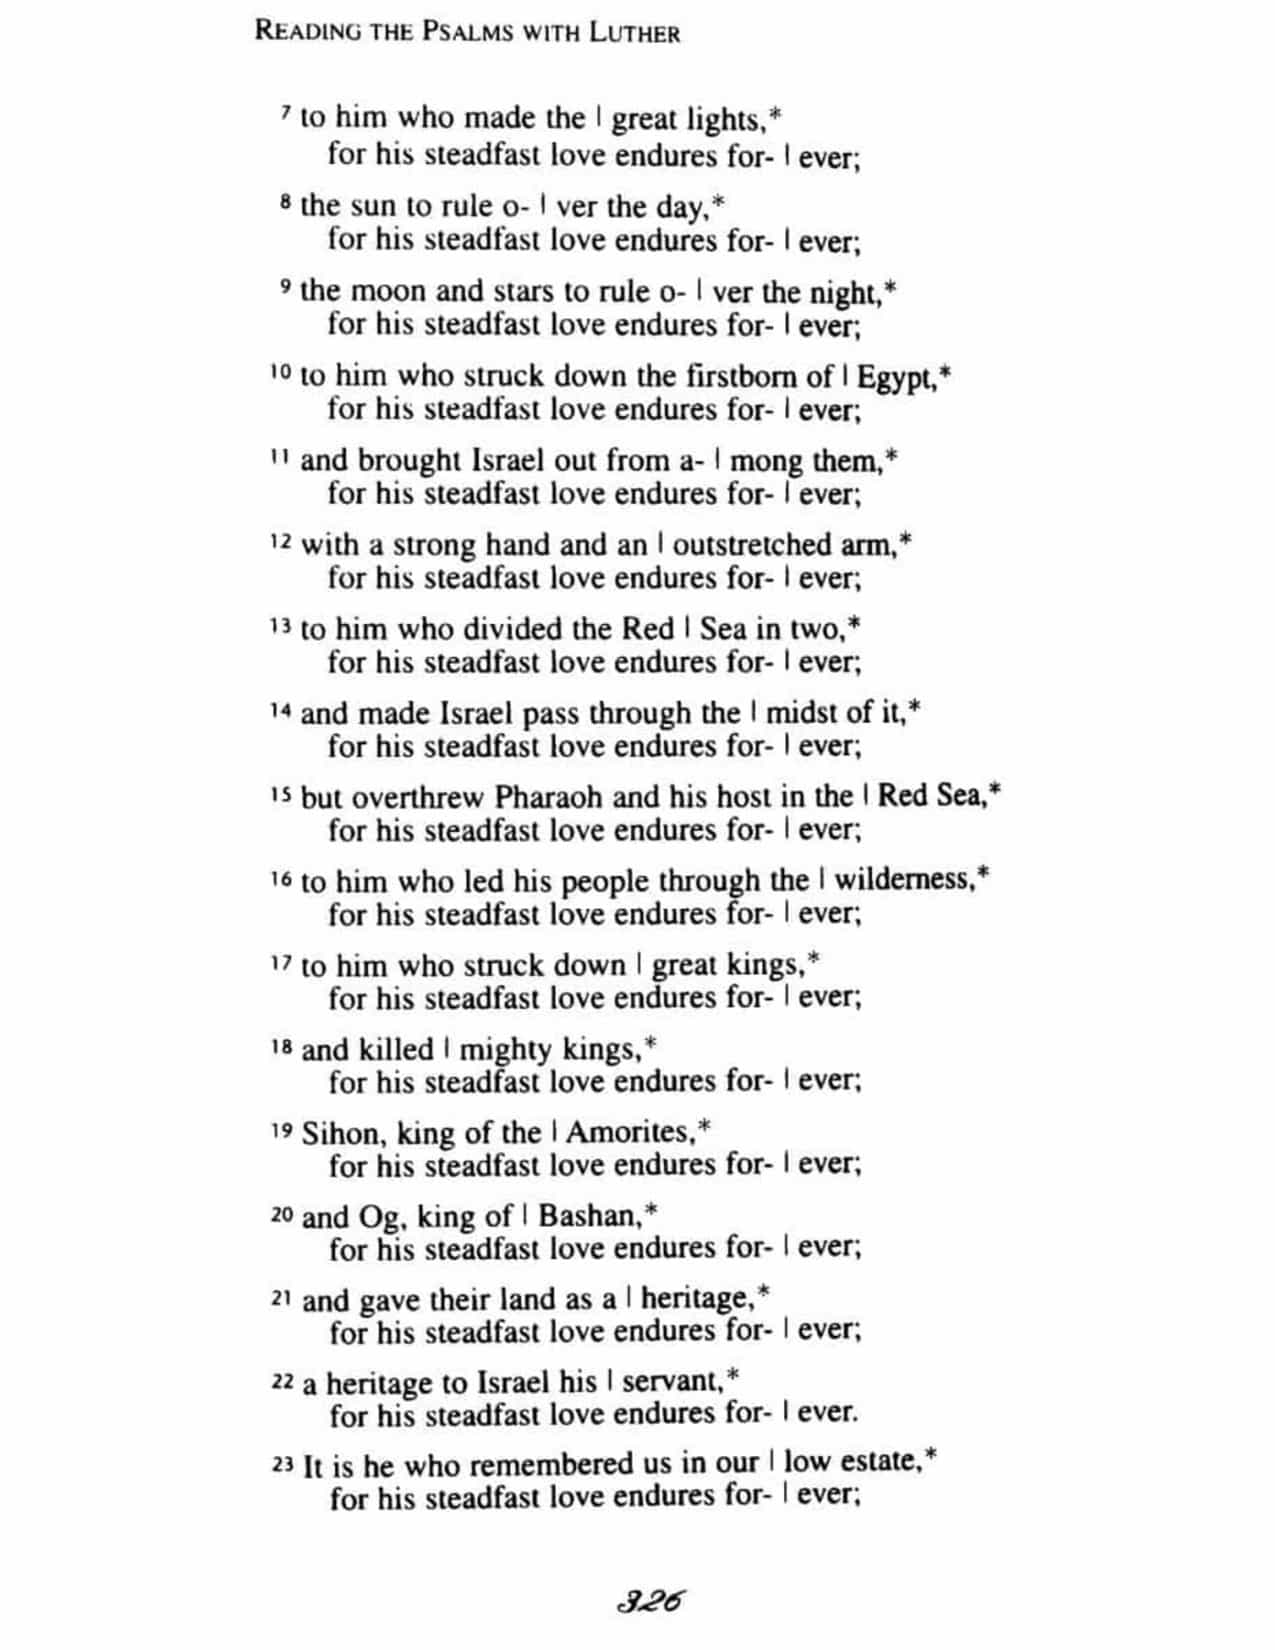 READING THE PSALMS WITH LUTHER
7 to him who made the | great lights,*
for his steadfast love endures for- | ever;
8 the sun to rule o- | ver the day,*
for his steadfast love endures for- | ever;
9 the moon and stars to rule o- | ver the night,*
for his steadfast love endures for- | ever;
10 to him who struck down the firstborn of | Egypt,*
for his steadfast love endures for- | ever;
11 and brought Israel out from a- | mong them,*
for his steadfast love endures for- | ever;
12 with a strong hand and an | outstretched arm,*
for his steadfast love endures for- | ever;
13 to him who divided the Red | Sea in two,*
for his steadfast love endures for- | ever;
14 and made Israel pass through the | midst of it,*
for his steadfast love endures for- | ever;
15 but overthrew Pharaoh and his host in the | Red Sea,*
for his steadfast love endures for- | ever;
16 to him who led his people through the | wilderness,*
for his steadfast love endures for- | ever;
17 to him who struck down | great kings,*
for his steadfast love endures for- | ever;
18 and killed | mighty kings,*
for his steadfast love endures for- | ever;
19 Sihon, king of the | Amorites,*
for his steadfast love endures for- | ever;
20 and Og, king of | Bashan,*
for his steadfast love endures for- | ever;
21 and gave their land as a | heritage,*
for his steadfast love endures for- | ever;
22 a heritage to Israel his | servant,*
for his steadfast love endures for- | ever.
23 It is he who remembered us in our | low estate,*
for his steadfast love endures for- | ever;
326